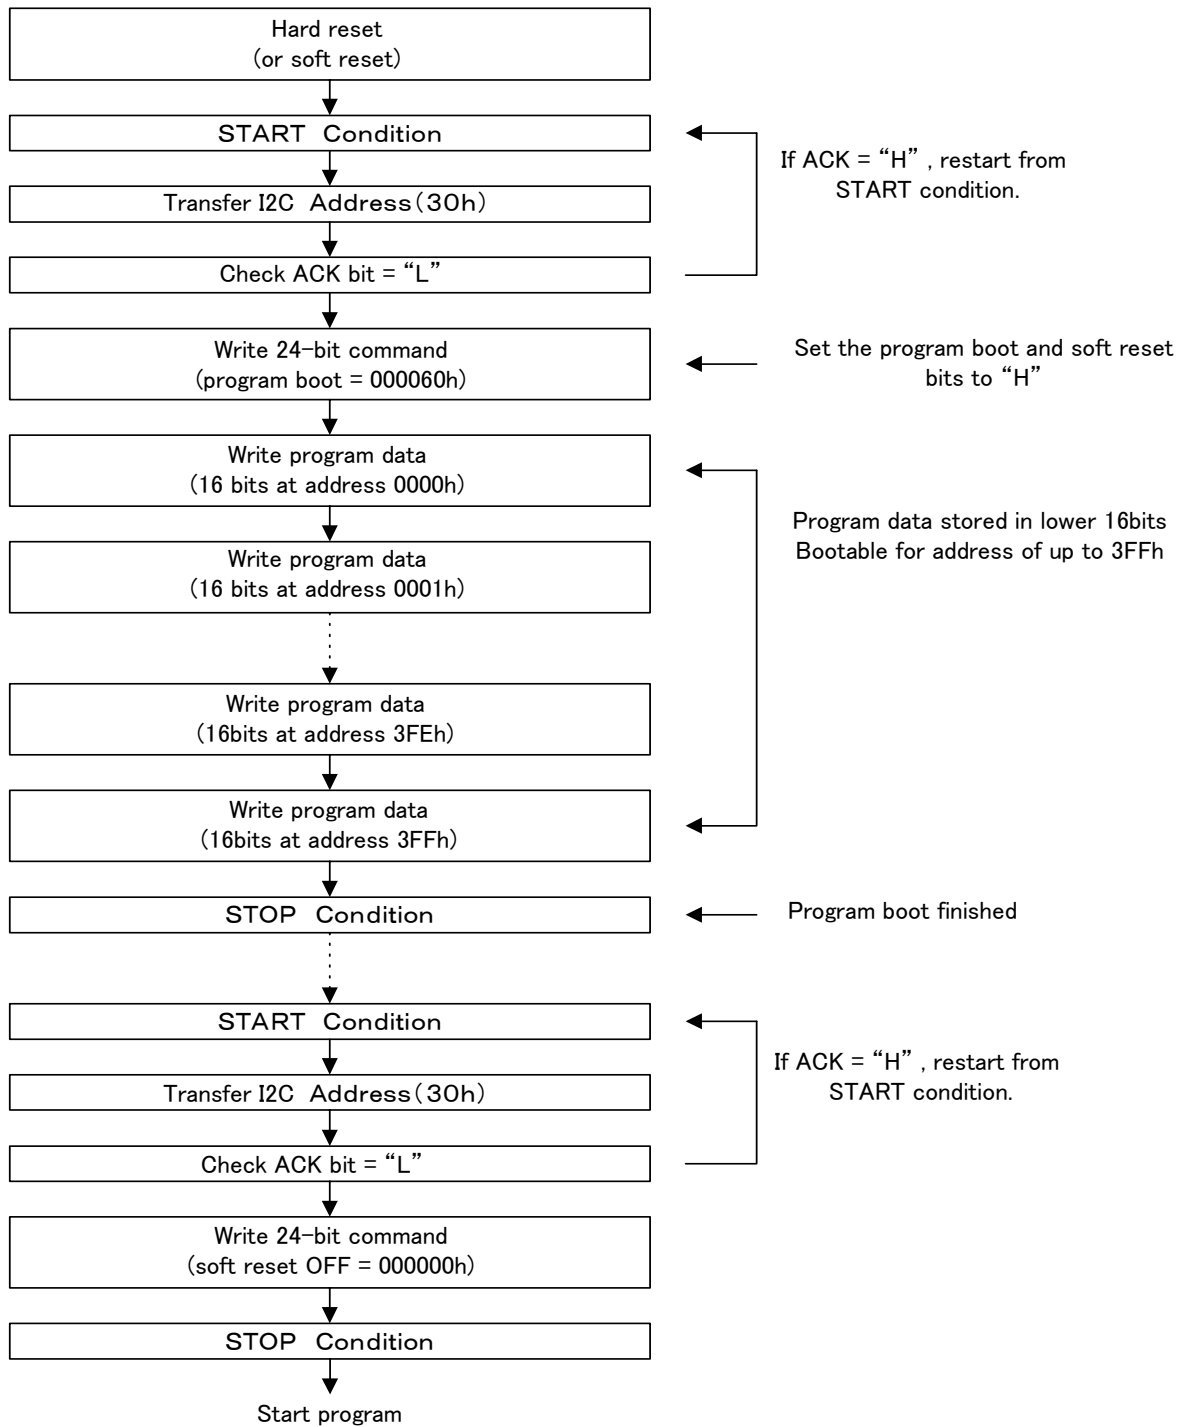 Hard reset
(or soft reset)
START Condition
If ACK = “H” , restart from
START condition.
Transfer I2C Address(30h)
Check ACK bit = “L”
Write 24-bit command
(program boot = 000060h)
Set the program boot and soft reset
bits to “H”
Write program data
(16 bits at address 0000h)
Program data stored in lower 16bits
Bootable for address of up to 3FFh
Write program data
(16 bits at address 0001h)
Write program data
(16bits at address 3FEh)
Write program data
(16bits at address 3FFh)
STOP Condition
Program boot finished
START Condition
If ACK = “H” , restart from
START condition.
Transfer I2C Address(30h)
Check ACK bit = “L”
Write 24-bit command
(soft reset OFF = 000000h)
STOP Condition
Start program